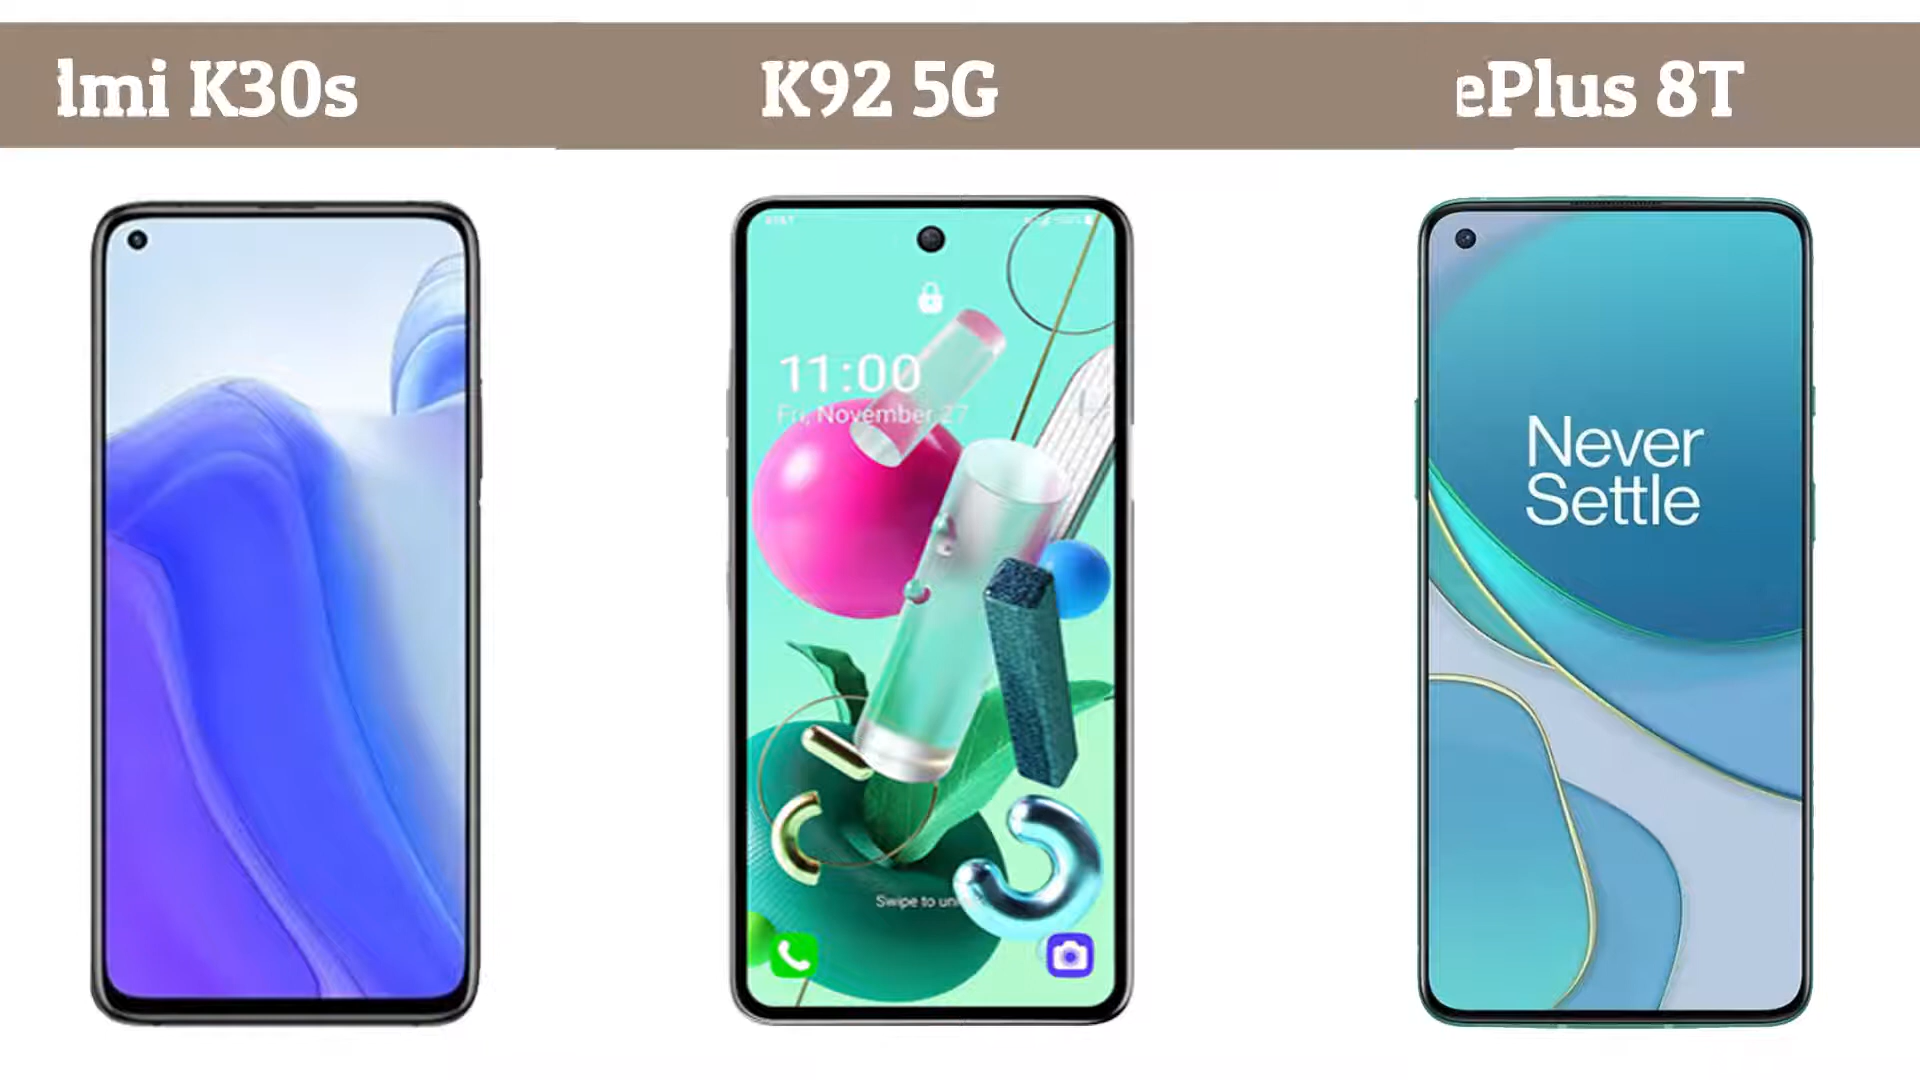 lmi K30s
K92 5G
ePlus 8T
11:00
Fri, November 27
Never
Settle
Swipe to un